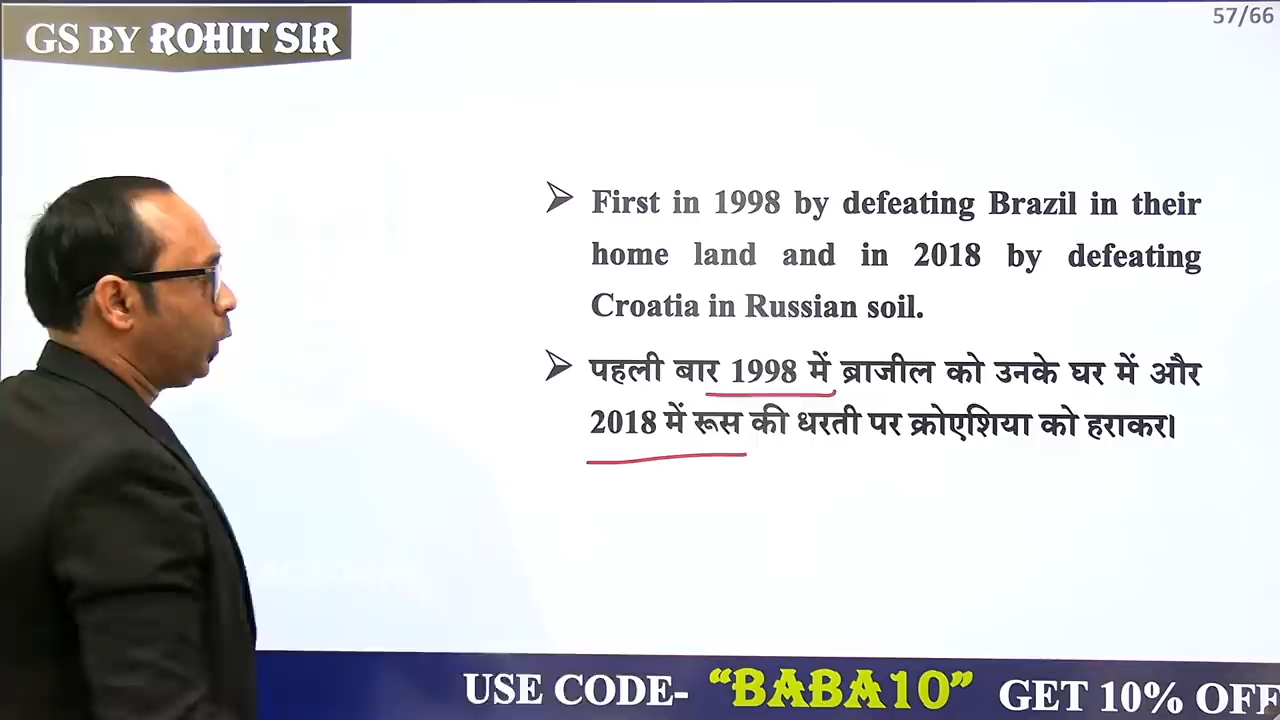 GS BY ROHIT SIR
57/66
➢ First in 1998 by defeating Brazil in their
home land and in 2018 by defeating
Croatia in Russian soil.
➢ पहली बार 1998 में ब्राजील को उनके घर में और
2018 में रूस की धरती पर क्रोएशिया को हराकर।
USE CODE- “BABA10” GET 10% OFF